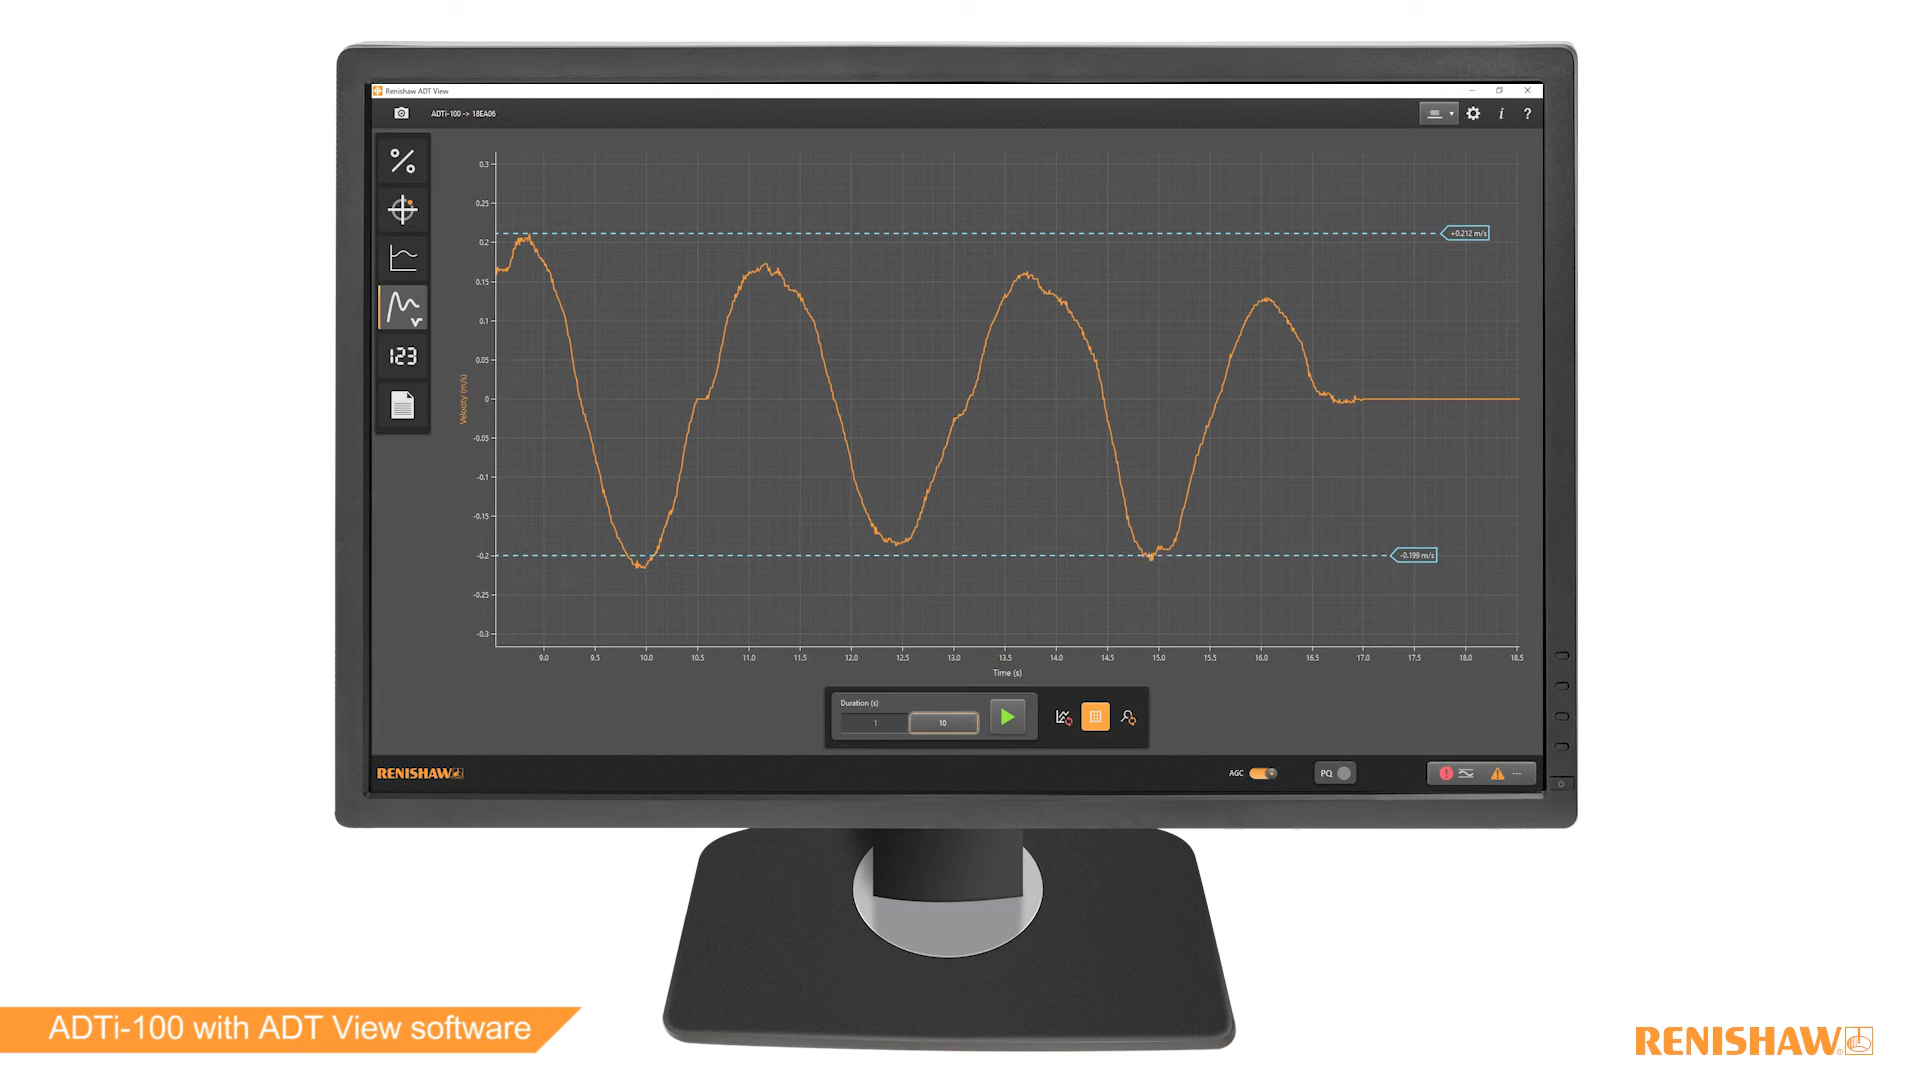 Renishaw ADT View
ADTi-100 -> 18EA06
i ?
%
123
Velocity (m/s)
0.3
0.25
0.2
0.15
0.1
0.05
0
-0.05
-0.1
-0.15
-0.2
-0.25
-0.3
+0.212 m/s
-0.199 m/s
9.0 9.5 10.0 10.5 11.0 11.5 12.0 12.5 13.0 13.5 14.0 14.5 15.0 15.5 16.0 16.5 17.0 17.5 18.0 18.5
Time (s)
Duration (s)
1 10
RENISHAW
AGC
PQ
ADTi-100 with ADT View software
RENISHAW